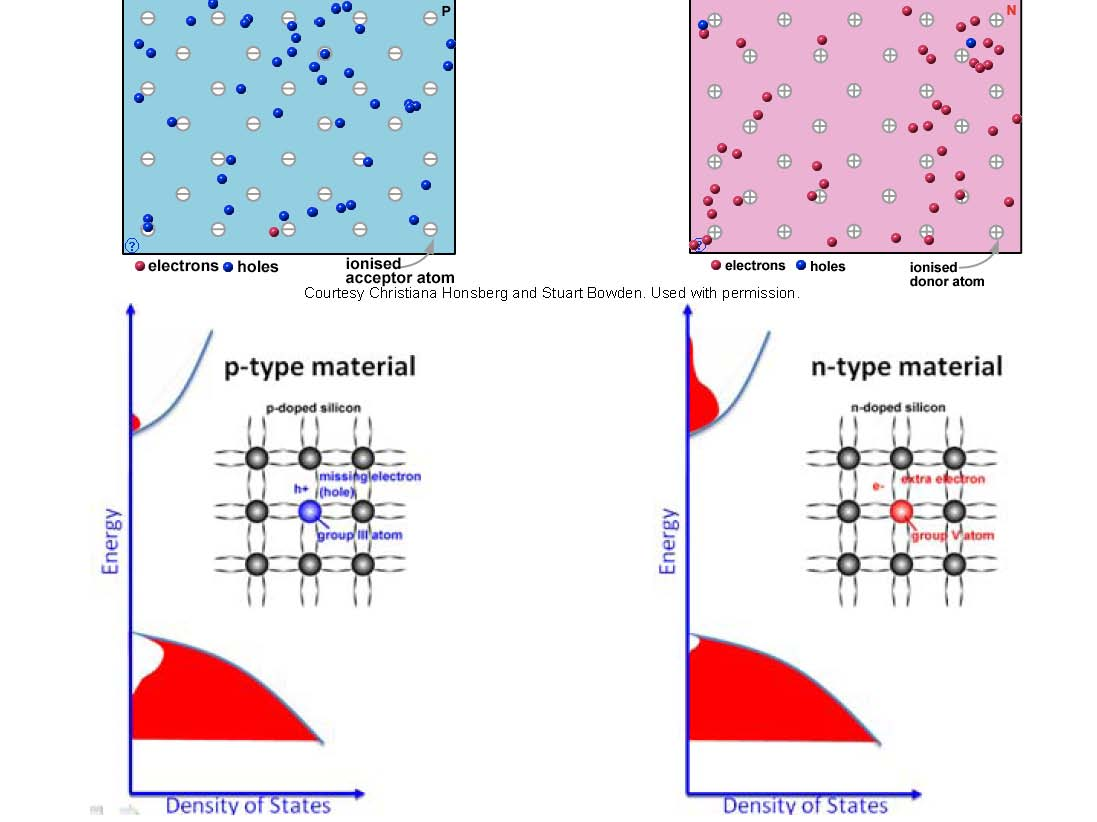 P
N
?
?
electrons holes
ionised
acceptor atom
electrons holes
ionised
donor atom
Courtesy Christiana Honsberg and Stuart Bowden. Used with permission.
p-type material
p-doped silicon
missing electron
h+ (hole)
group III atom
Energy
Density of States
n-type material
n-doped silicon
e- extra electron
group V atom
Energy
Density of States